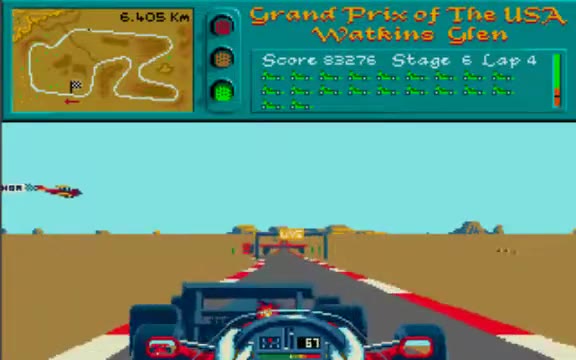 6.405 Km
Grand Prix of The USA
Watkins Glen
Score 83276 Stage 6 Lap 4
67